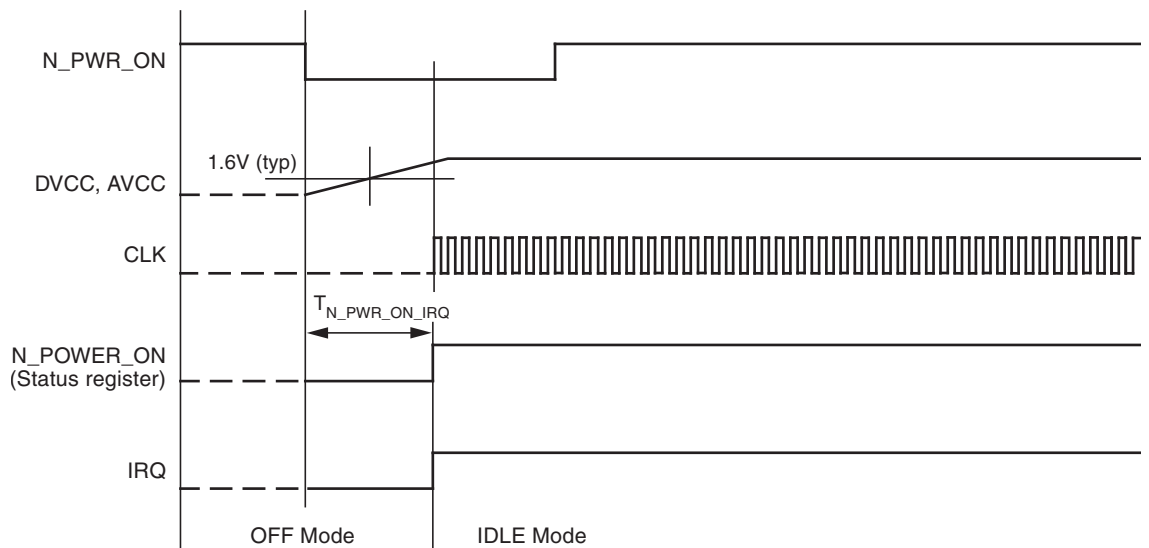 N_PWR_ON
1.6V (typ)
DVCC, AVCC
CLK
T_N_PWR_ON_IRQ
N_POWER_ON
(Status register)
IRQ
OFF Mode
IDLE Mode